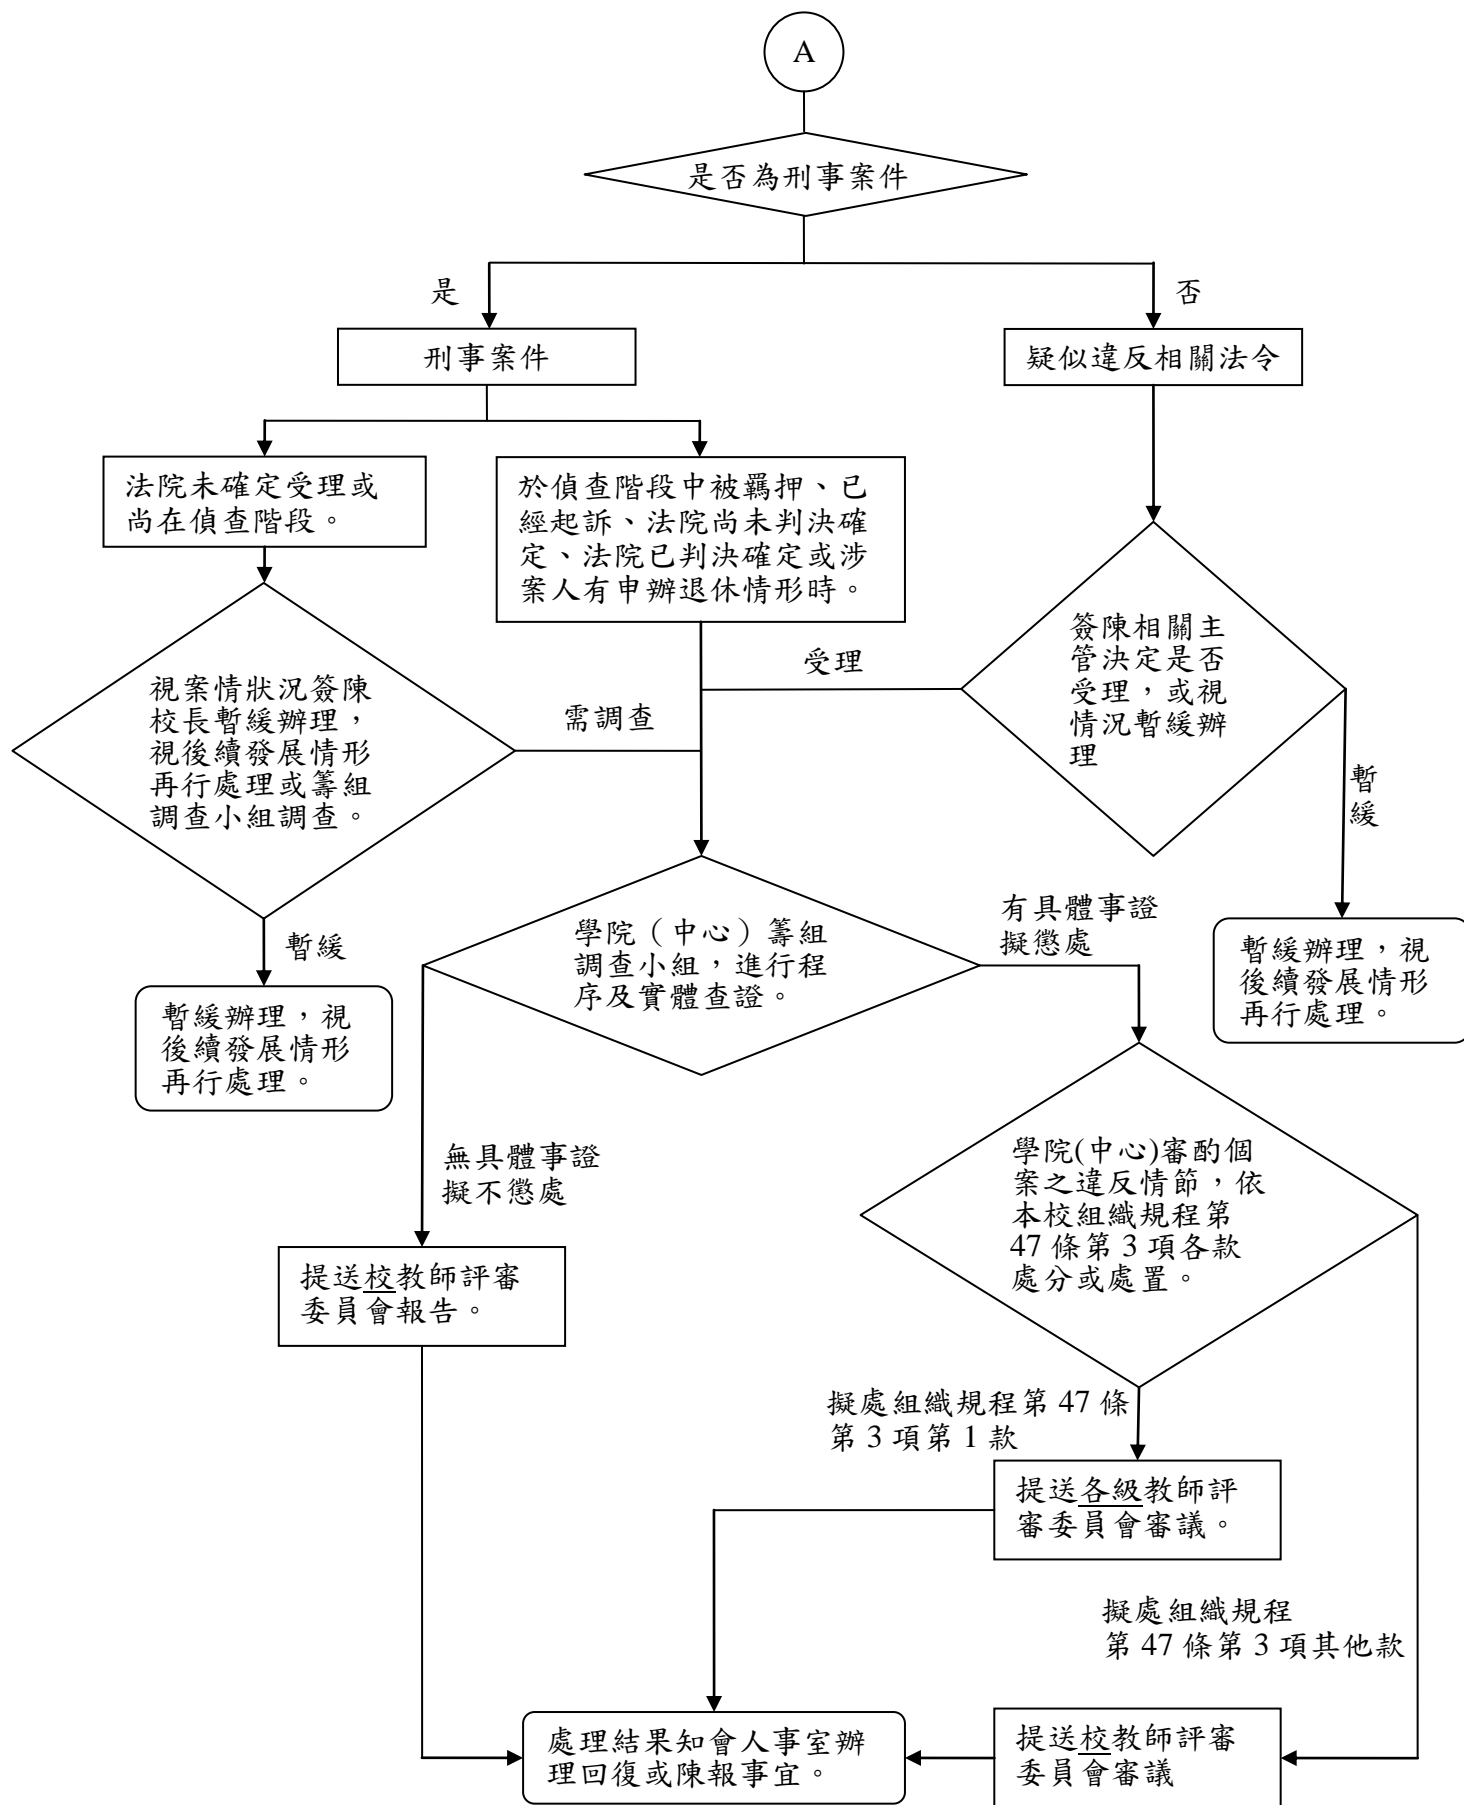 A
是否為刑事案件
是
否
刑事案件
疑似違反相關法令
法院未確定受理或
尚在偵查階段。
於偵查階段中被羈押、已
經起訴、法院尚未判決確
定、法院已判決確定或涉
案人有申辦退休情形時。
簽陳相關主
管決定是否
受理，或視
情況暫緩辦
理
受理
視案情狀況簽陳
校長暫緩辦理，
視後續發展情形
再行處理或籌組
調查小組調查。
需調查
暫
緩
暫緩
學院（中心）籌組
調查小組，進行程
序及實體查證。
有具體事證
擬懲處
暫緩辦理，視
後續發展情形
再行處理。
暫緩辦理，視
後續發展情形
再行處理。
無具體事證
擬不懲處
學院(中心)審酌個
案之違反情節，依
本校組織規程第
47 條第 3 項各款
處分或處置。
提送校教師評審
委員會報告。
擬處組織規程第 47 條
第 3 項第 1 款
提送各級教師評
審委員會審議。
擬處組織規程
第 47 條第 3 項其他款
處理結果知會人事室辦
理回復或陳報事宜。
提送校教師評審
委員會審議